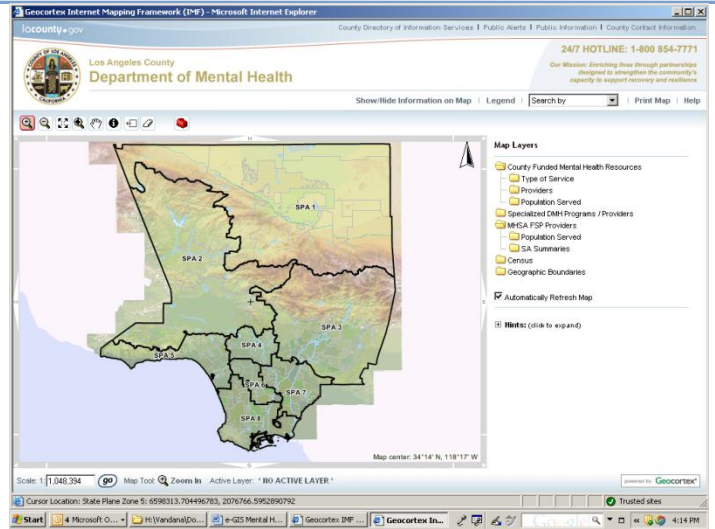 Geocortex Internet Mapping Framework (IMF) - Microsoft Internet Explorer
lacounty.gov
County Directory of Information Services | Public Alerts | Public Information | County Contact Information
COUNTY OF LOS ANGELES
CALIFORNIA
Los Angeles County
Department of Mental Health
24/7 HOTLINE: 1-800 854-7771
Our Mission: Enriching lives through partnerships
designed to strengthen the community's
capacity to support recovery and resilience
Show/Hide Information on Map | Legend | Search by | Print Map | Help
N
SPA 1
SPA 2
SPA 3
SPA 4
SPA 5
SPA 6
SPA 7
SPA 8
Map center: 34°14' N, 118°17' W
Map Layers
County Funded Mental Health Resources
Type of Service
Providers
Population Served
Specialized DMH Programs / Providers
MHSA FSP Providers
Population Served
SA Summaries
Census
Geographic Boundaries
Automatically Refresh Map
Hints: (click to expand)
Scale: 1: 1,048,394 go Map Tool: Zoom In Active Layer: * NO ACTIVE LAYER *
powered by Geocortex
Cursor Location: State Plane Zone 5: 6598313.704496783, 2076766.5952890792
Trusted sites
Start
4 Microsoft O...
H:\Vandana\Do...
e-GIS Mental H...
Geocortex IMF ...
Geocortex In...
4:14 PM